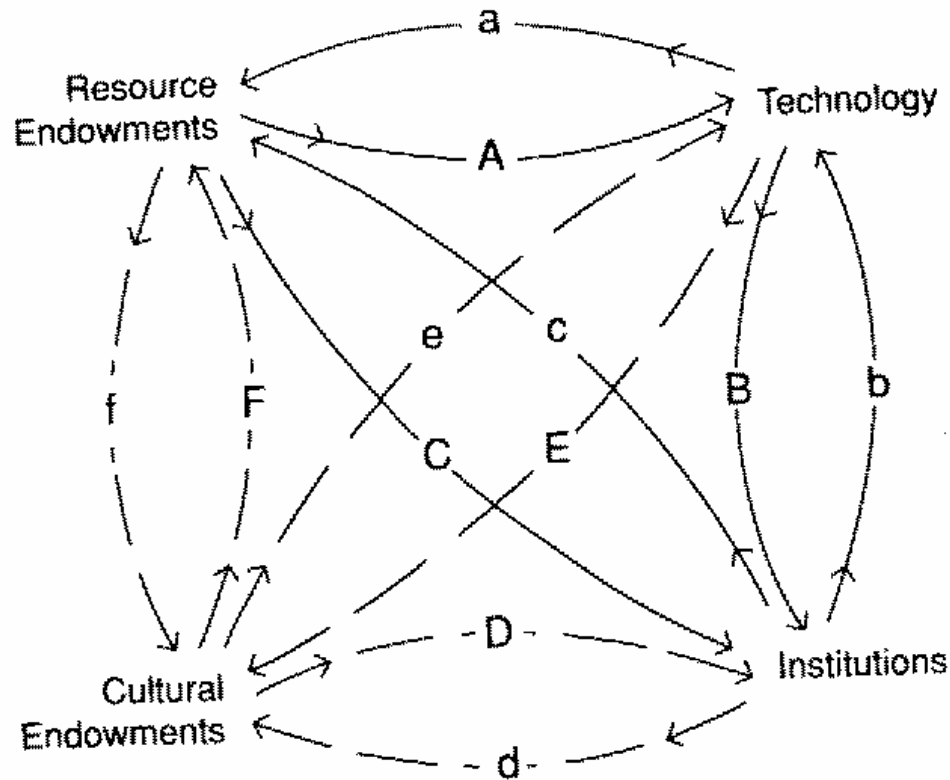 a
Resource
Endowments
Technology
A
e
c
f
F
B
b
C
E
D
Cultural
Endowments
Institutions
d